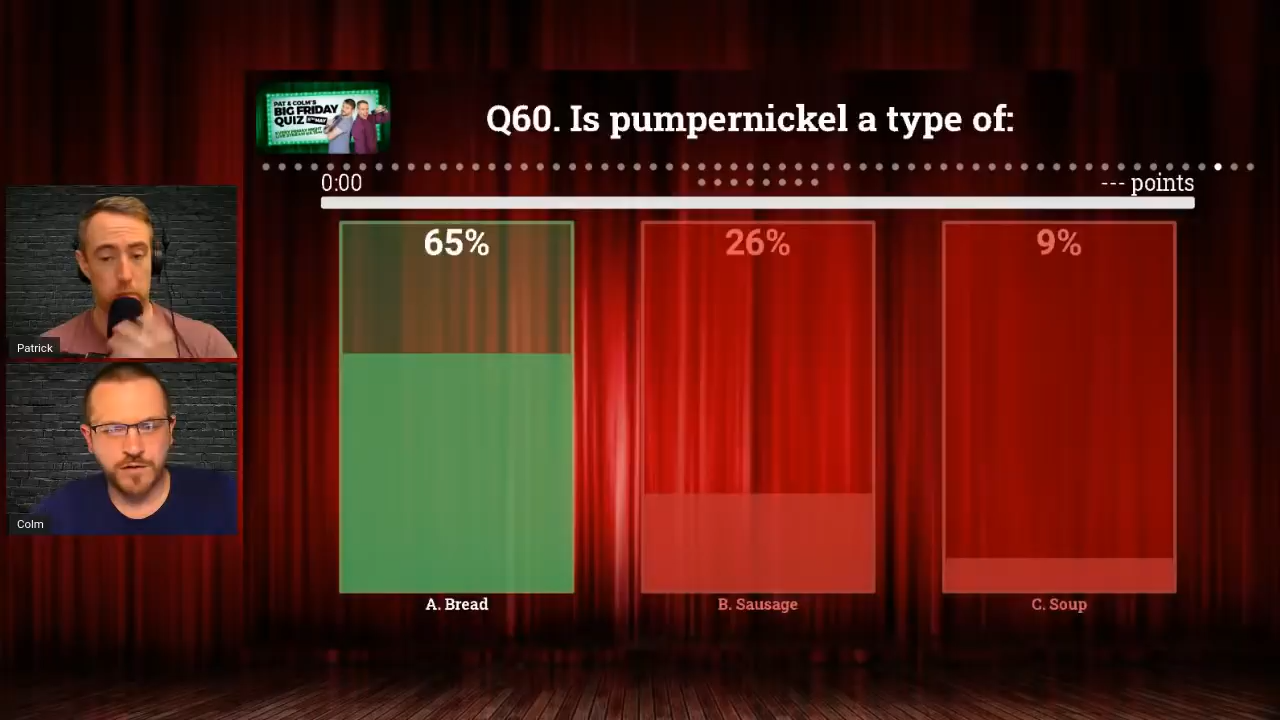 PAT & COLM'S
BIG FRIDAY
QUIZ
Q60. Is pumpernickel a type of:
0:00
--- points
65%
26%
9%
Patrick
Colm
A. Bread
B. Sausage
C. Soup